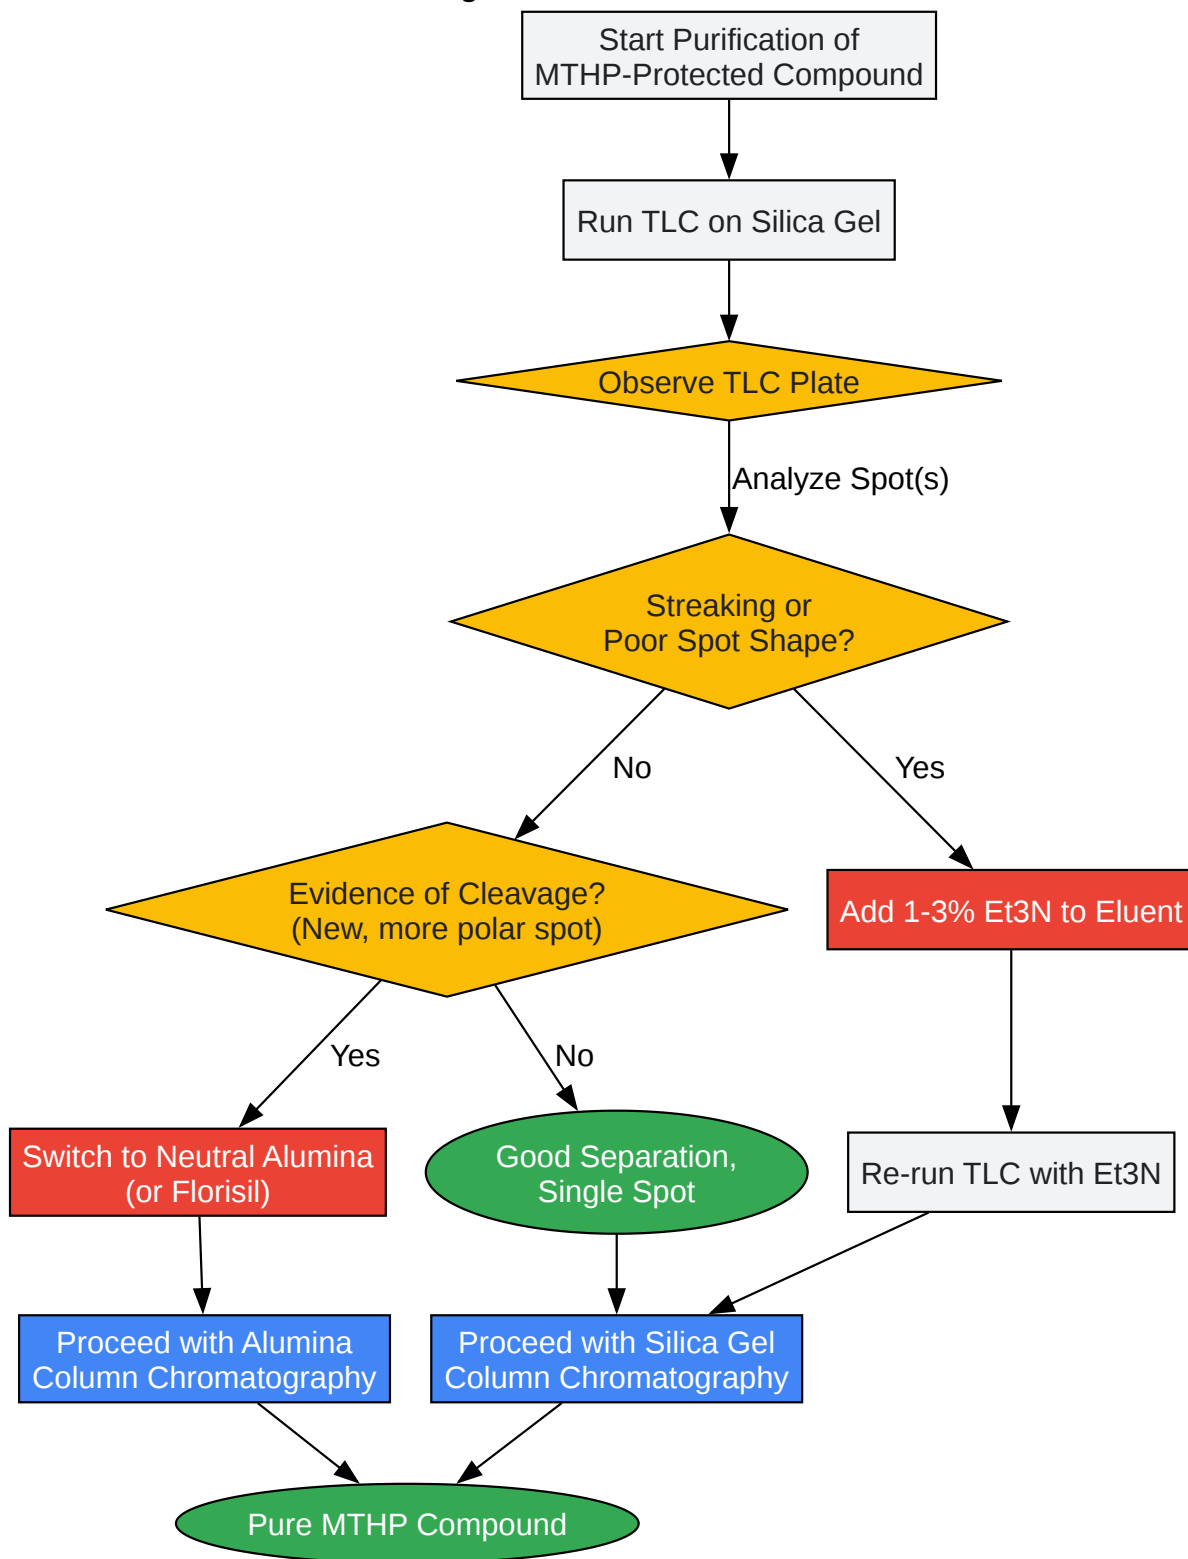 Start Purification of
MTHP-Protected Compound
Run TLC on Silica Gel
Observe TLC Plate
Analyze Spot(s)
Streaking or
Poor Spot Shape?
No
Yes
Evidence of Cleavage?
(New, more polar spot)
Add 1-3% Et3N to Eluent
Yes
No
Switch to Neutral Alumina
(or Florisil)
Good Separation,
Single Spot
Re-run TLC with Et3N
Proceed with Alumina
Column Chromatography
Proceed with Silica Gel
Column Chromatography
Pure MTHP Compound